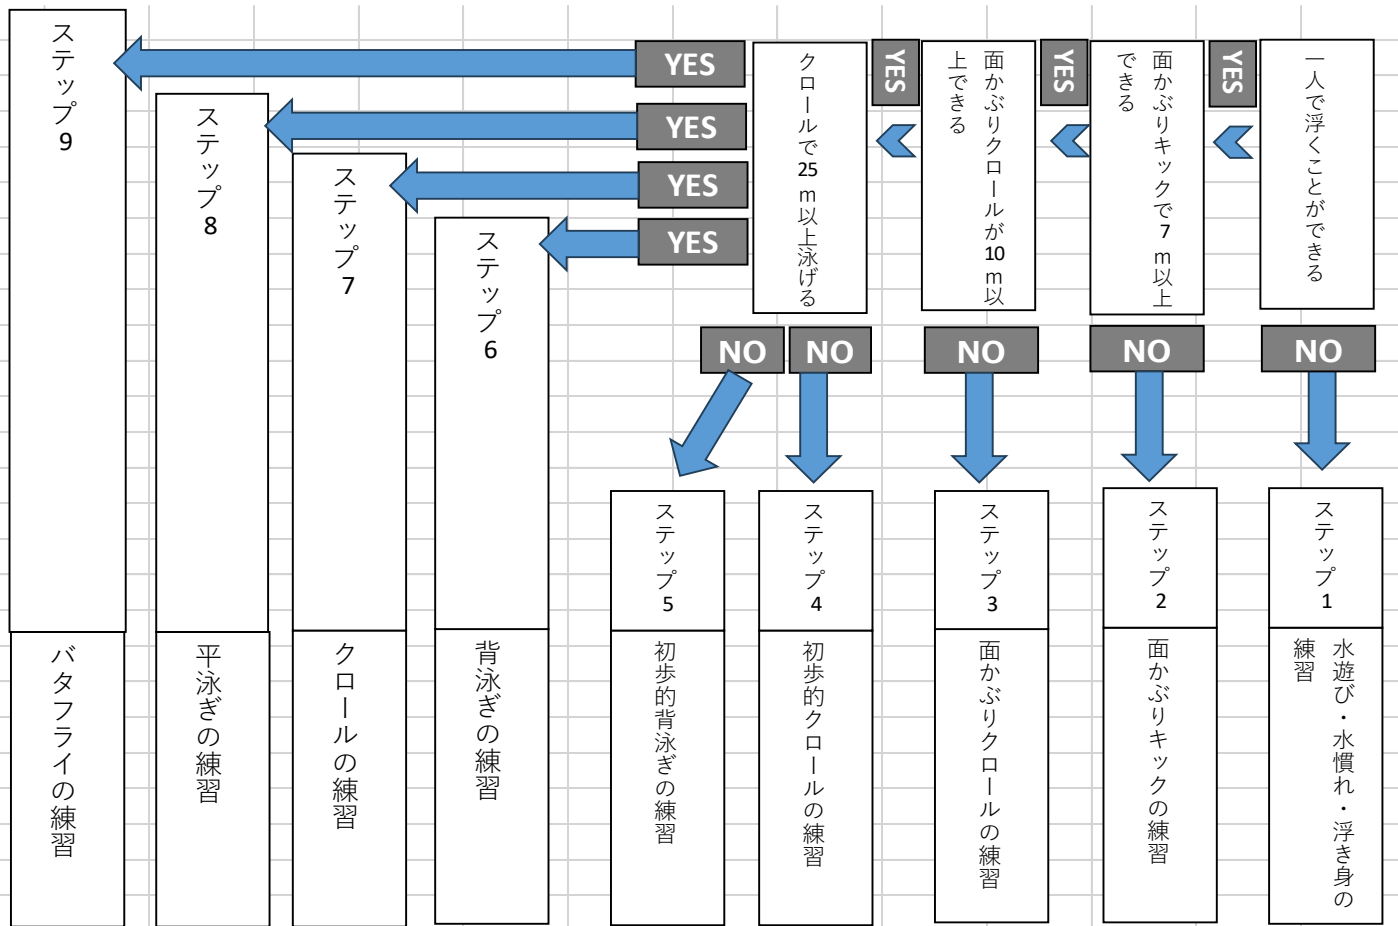 一人で浮くことができる
YES
NO
面かぶりキックで7m以上
できる
YES
NO
面かぶりクロールが10m以
上できる
YES
NO
クロールで25m以上泳げる
NO
NO
YES
YES
YES
YES
ステップ1
水遊び・水慣れ・浮き身の
練習
ステップ2
面かぶりキックの練習
ステップ3
面かぶりクロールの練習
ステップ4
初歩的クロールの練習
ステップ5
初歩的背泳ぎの練習
ステップ6
背泳ぎの練習
ステップ7
クロールの練習
ステップ8
平泳ぎの練習
ステップ9
バタフライの練習